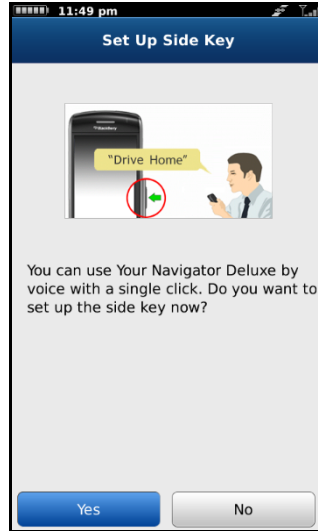 11:49 pm
Set Up Side Key
BlackBerry
"Drive Home"
You can use Your Navigator Deluxe by
voice with a single click. Do you want to
set up the side key now?
Yes
No